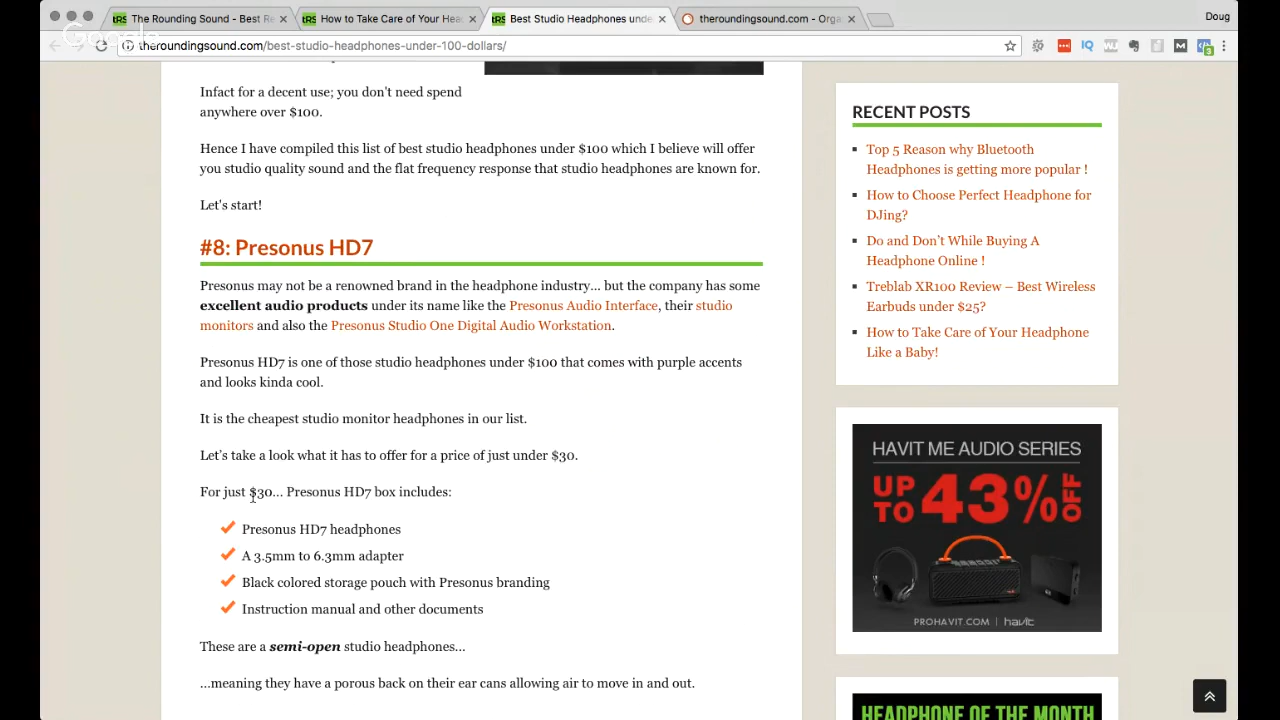 The Rounding Sound - Best Re
How to Take Care of Your Hea
Best Studio Headphones unde
theroundingsound.com - Orga
Doug
Google
theroundingsound.com/best-studio-headphones-under-100-dollars/
Infact for a decent use; you don't need spend
anywhere over $100.
Hence I have compiled this list of best studio headphones under $100 which I believe will offer
you studio quality sound and the flat frequency response that studio headphones are known for.
Let's start!
#8: Presonus HD7
Presonus may not be a renowned brand in the headphone industry... but the company has some
excellent audio products under its name like the Presonus Audio Interface, their studio
monitors and also the Presonus Studio One Digital Audio Workstation.
Presonus HD7 is one of those studio headphones under $100 that comes with purple accents
and looks kinda cool.
It is the cheapest studio monitor headphones in our list.
Let's take a look what it has to offer for a price of just under $30.
For just $30... Presonus HD7 box includes:
Presonus HD7 headphones
A 3.5mm to 6.3mm adapter
Black colored storage pouch with Presonus branding
Instruction manual and other documents
These are a semi-open studio headphones...
...meaning they have a porous back on their ear cans allowing air to move in and out.
RECENT POSTS
Top 5 Reason why Bluetooth
Headphones is getting more popular !
How to Choose Perfect Headphone for
DJing?
Do and Don't While Buying A
Headphone Online !
Treblab XR100 Review – Best Wireless
Earbuds under $25?
How to Take Care of Your Headphone
Like a Baby!
HAVIT ME AUDIO SERIES
UP TO 43% OFF
PROHAVIT.COM | havit
HEADPHONE OF THE MONTH